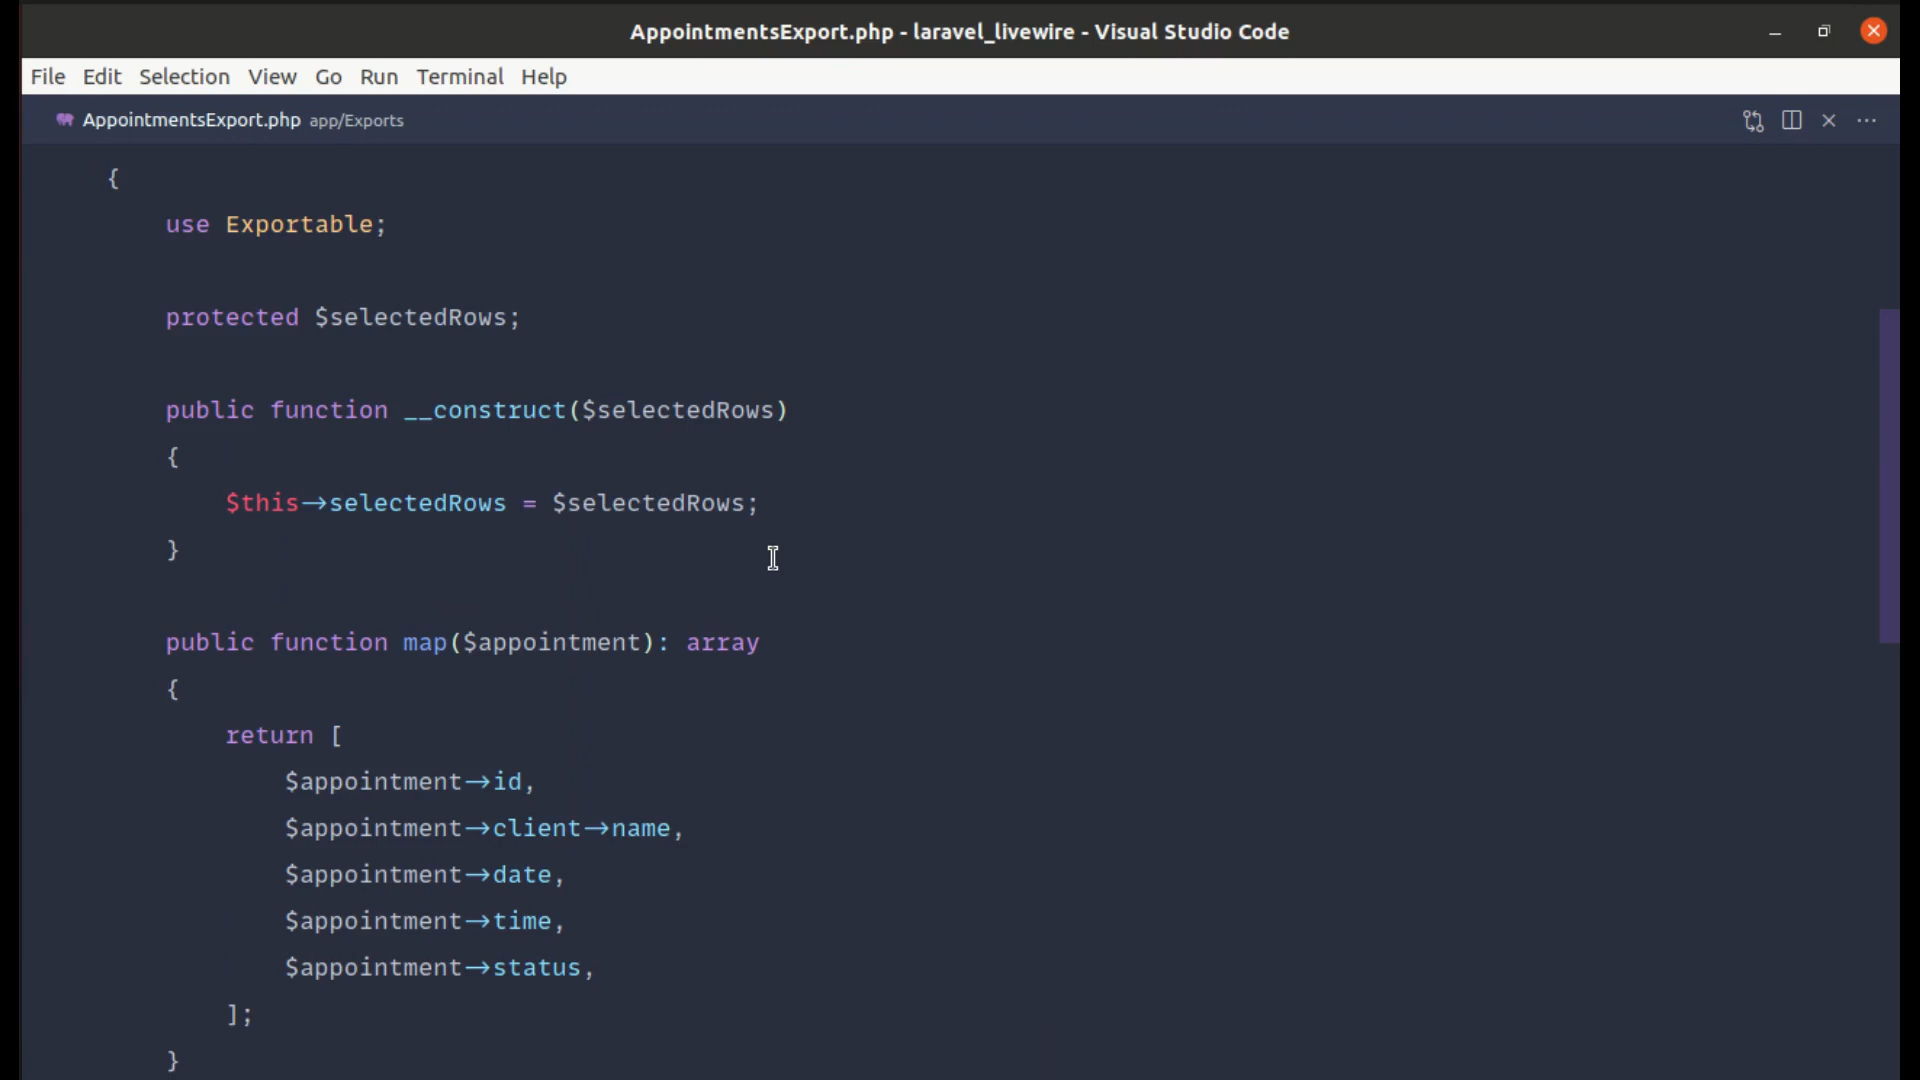 AppointmentsExport.php - laravel_livewire - Visual Studio Code
File Edit Selection View Go Run Terminal Help
AppointmentsExport.php app/Exports
{
use Exportable;
protected $selectedRows;
public function __construct($selectedRows)
{
$this->selectedRows = $selectedRows;
}
public function map($appointment): array
{
return [
$appointment->id,
$appointment->client->name,
$appointment->date,
$appointment->time,
$appointment->status,
];
}